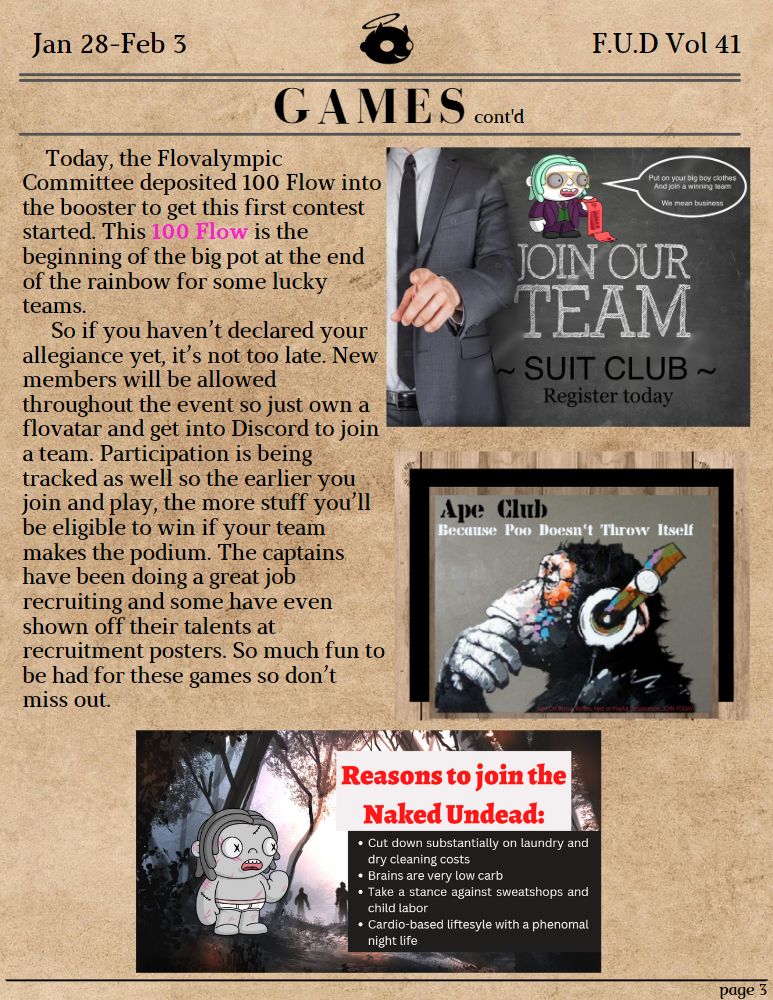 Jan 28-Feb 3
F.U.D Vol 41
GAMES cont'd
Today, the Flovalympic
Committee deposited 100 Flow into
the booster to get this first contest
started. This 100 Flow is the
beginning of the big pot at the end
of the rainbow for some lucky
teams.
So if you haven't declared your
allegiance yet, it's not too late. New
members will be allowed
throughout the event so just own a
flovatar and get into Discord to join
a team. Participation is being
tracked as well so the earlier you
join and play, the more stuff you'll
be eligible to win if your team
makes the podium. The captains
have been doing a great job
recruiting and some have even
shown off their talents at
recruitment posters. So much fun to
be had for these games so don't
miss out.
Put on your big boy clothes
And join a winning team
We mean business
JOIN OUR
TEAM
~ SUIT CLUB ~
Register today
Ape Club
Because Poo Doesn't Throw Itself
JOIN TODAY
Reasons to join the
Naked Undead:
• Cut down substantially on laundry and
dry cleaning costs
• Brains are very low carb
• Take a stance against sweatshops and
child labor
• Cardio-based liftesyle with a phenomal
night life
page 3